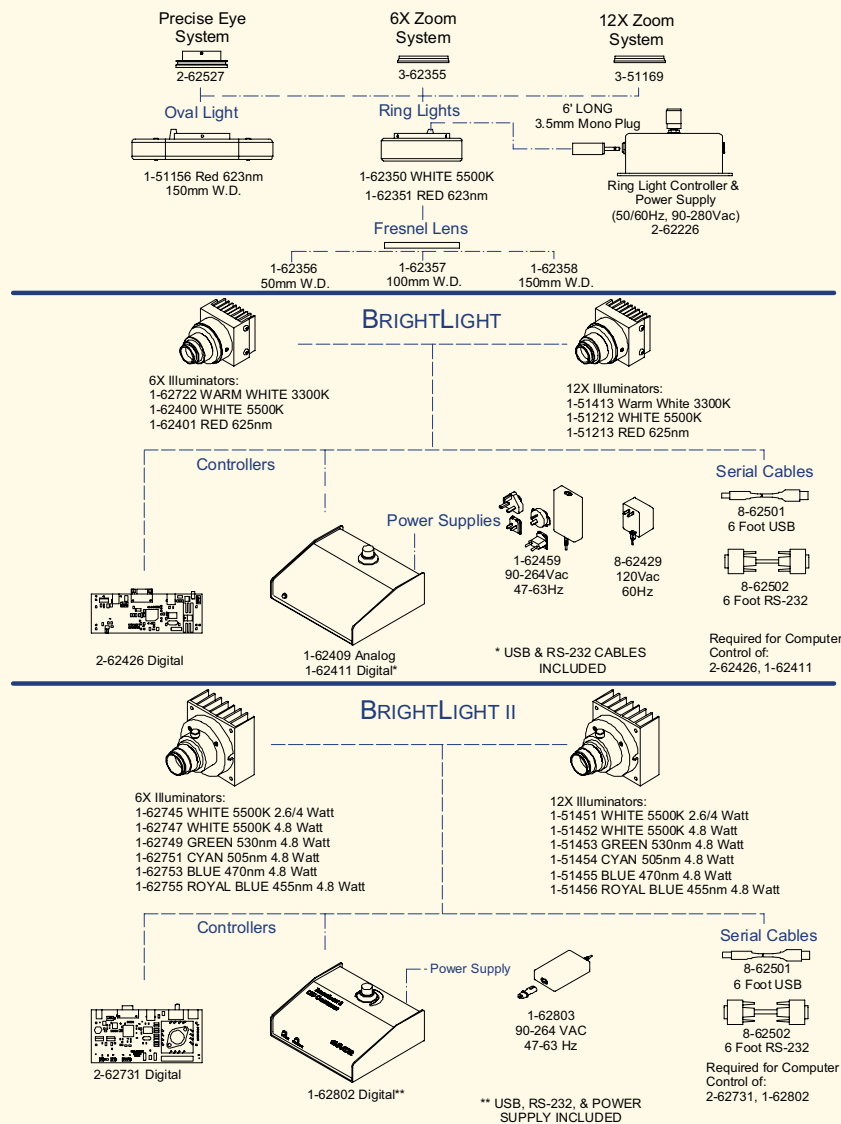 Precise Eye
System
2-62527
6X Zoom
System
3-62355
12X Zoom
System
3-51169
Oval Light
1-51156 Red 623nm
150mm W.D.
Ring Lights
1-62350 WHITE 5500K
1-62351 RED 623nm
6' LONG
3.5mm Mono Plug
Ring Light Controller &
Power Supply
(50/60Hz, 90-280Vac)
2-62226
Fresnel Lens
1-62356
50mm W.D.
1-62357
100mm W.D.
1-62358
150mm W.D.
BRIGHTLIGHT
6X Illuminators:
1-62722 WARM WHITE 3300K
1-62400 WHITE 5500K
1-62401 RED 625nm
12X Illuminators:
1-51413 Warm White 3300K
1-51212 WHITE 5500K
1-51213 RED 625nm
Controllers
2-62426 Digital
1-62409 Analog
1-62411 Digital*
Power Supplies
1-62459
90-264Vac
47-63Hz
8-62429
120Vac
60Hz
* USB & RS-232 CABLES
INCLUDED
Serial Cables
8-62501
6 Foot USB
8-62502
6 Foot RS-232
Required for Computer
Control of:
2-62426, 1-62411
BRIGHTLIGHT II
6X Illuminators:
1-62745 WHITE 5500K 2.6/4 Watt
1-62747 WHITE 5500K 4.8 Watt
1-62749 GREEN 530nm 4.8 Watt
1-62751 CYAN 505nm 4.8 Watt
1-62753 BLUE 470nm 4.8 Watt
1-62755 ROYAL BLUE 455nm 4.8 Watt
12X Illuminators:
1-51451 WHITE 5500K 2.6/4 Watt
1-51452 WHITE 5500K 4.8 Watt
1-51453 GREEN 530nm 4.8 Watt
1-51454 CYAN 505nm 4.8 Watt
1-51455 BLUE 470nm 4.8 Watt
1-51456 ROYAL BLUE 455nm 4.8 Watt
Controllers
2-62731 Digital
1-62802 Digital**
Power Supply
1-62803
90-264 VAC
47-63 Hz
** USB, RS-232, & POWER
SUPPLY INCLUDED
Serial Cables
8-62501
6 Foot USB
8-62502
6 Foot RS-232
Required for Computer
Control of:
2-62731, 1-62802